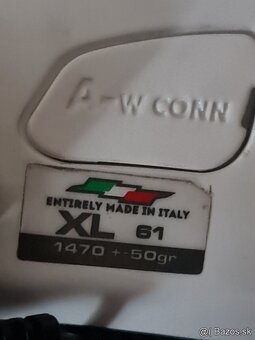 A-W CONN
ENTIRELY MADE IN ITALY
XL 61
1470 +-50gr
@j Bazos.sk